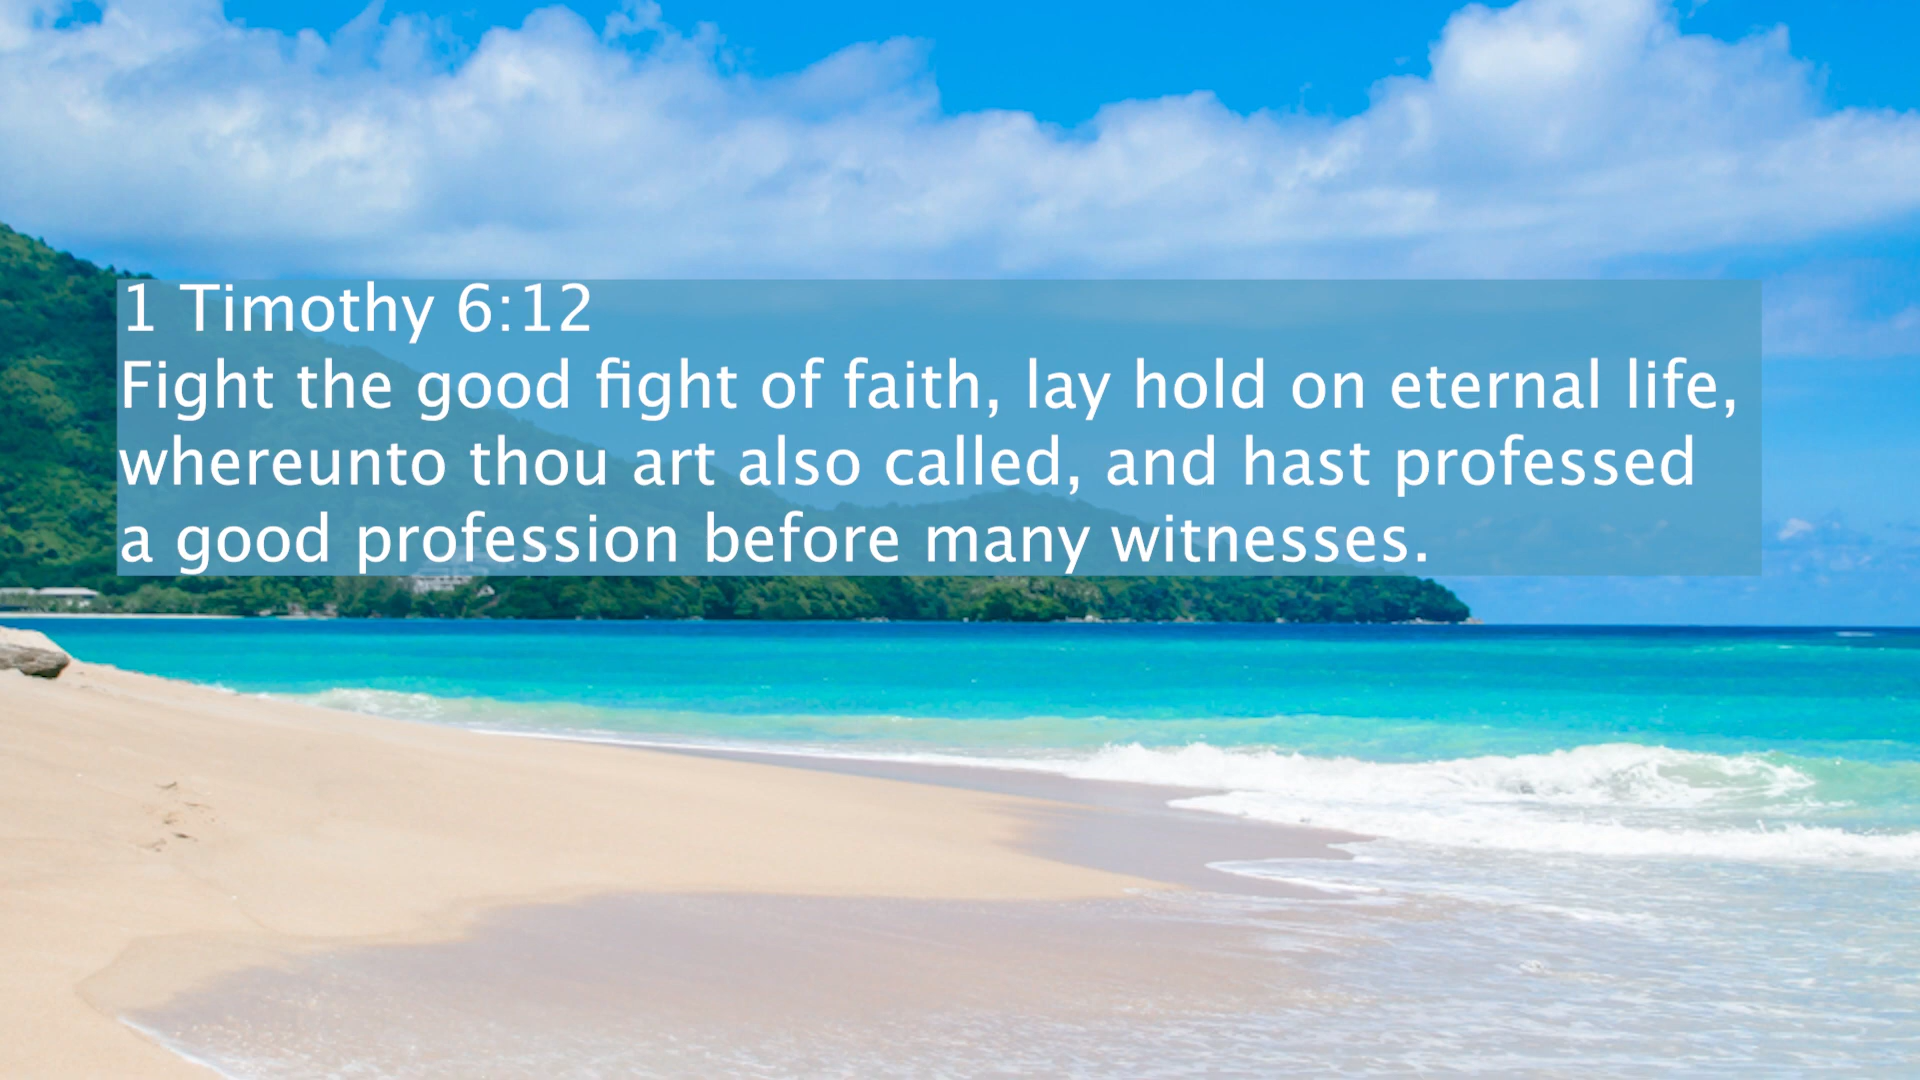 1 Timothy 6:12
Fight the good fight of faith, lay hold on eternal life,
whereunto thou art also called, and hast professed
a good profession before many witnesses.